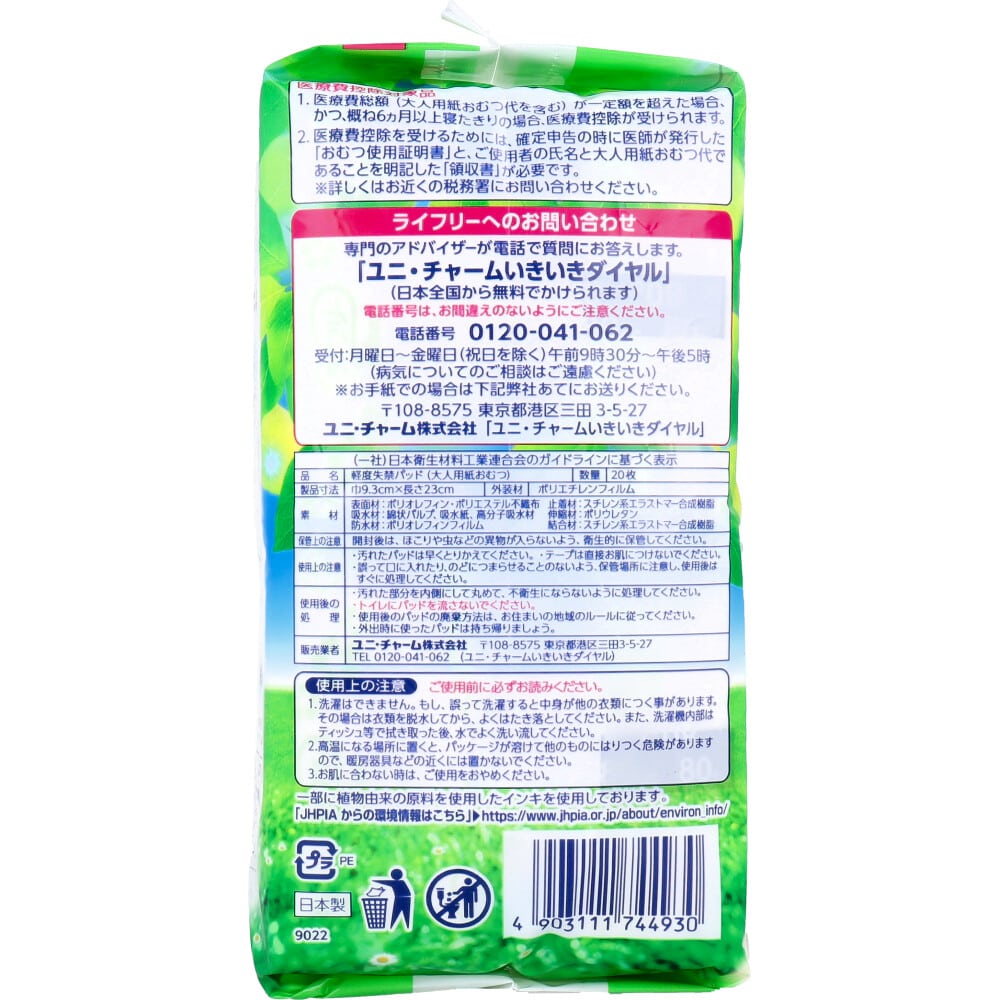 医療費控除対象品
1. 医療費総額(大人用紙おむつ代を含む)が一定額を超えた場合、
かつ、概ね6ヵ月以上寝たきりの場合、医療費控除が受けられます。
2. 医療費控除を受けるためには、確定申告の時に医師が発行した
「おむつ使用証明書」と、ご使用者の氏名と大人用紙おむつ代で
あることを明記した「領収書」が必要です。
※詳しくはお近くの税務署にお問い合わせください。
ライフリーへのお問い合わせ
専門のアドバイザーが電話で質問にお答えします。
「ユニ・チャームいきいきダイヤル」
(日本全国から無料でかけられます)
電話番号は、お間違えのないようにご注意ください。
電話番号 0120-041-062
受付:月曜日〜金曜日(祝日を除く)午前9時30分〜午後5時
(病気についてのご相談はご遠慮ください)
※お手紙での場合は下記弊社あてにお送りください。
〒108-8575 東京都港区三田 3-5-27
ユニ・チャーム株式会社「ユニ・チャームいきいきダイヤル」
(一社)日本衛生材料工業連合会のガイドラインに基づく表示
品名 軽度失禁パッド(大人用紙おむつ) 数量 20枚
製品寸法 巾9.3cm×長さ23cm 外装材 ポリエチレンフィルム
素材 表面材:ポリオレフィン・ポリエステル不織布 止着材:スチレン系エラストマー合成樹脂
吸水材:綿状パルプ、吸水紙、高分子吸水材 伸縮材:ポリウレタン
防水材:ポリオレフィンフィルム 結合材:スチレン系エラストマー合成樹脂
保管上の注意 開封後は、ほこりや虫などの異物が入らないよう、衛生的に保管してください。
使用上の注意 ・汚れたパッドは早くとりかえてください。・テープは直接お肌につけないでください。
・誤って口に入れたり、のどにつまらせることのないよう、保管場所に注意し、使用後は
すぐに処理してください。
使用後の処理 ・汚れた部分を内側にして丸めて、不衛生にならないように処理してください。
・トイレにパッドを流さないでください。
・使用後のパッドの廃棄方法は、お住まいの地域のルールに従ってください。
・外出時に使ったパッドは持ち帰りましょう。
販売業者 ユニ・チャーム株式会社 〒108-8575 東京都港区三田3-5-27
TEL 0120-041-062 (ユニ・チャームいきいきダイヤル)
使用上の注意 ご使用前に必ずお読みください。
1.洗濯はできません。もし、誤って洗濯すると中身が他の衣類につく事があります。
その場合は衣類を脱水してから、よくはたき落としてください。また、洗濯機内部は
ティッシュ等で拭き取った後、水でよく洗い流してください。
2.高温になる場所に置くと、パッケージが溶けて他のものにはりつく危険があります
ので、暖房器具などの近くには置かないでください。
3.お肌に合わない時は、ご使用をおやめください。
一部に植物由来の原料を使用したインキを使用しております。
「JHPIA からの環境情報はこちら」▶https://www.jhpia.or.jp/about/environ_info/
プラ PE
日本製
9022
4 903111 744930